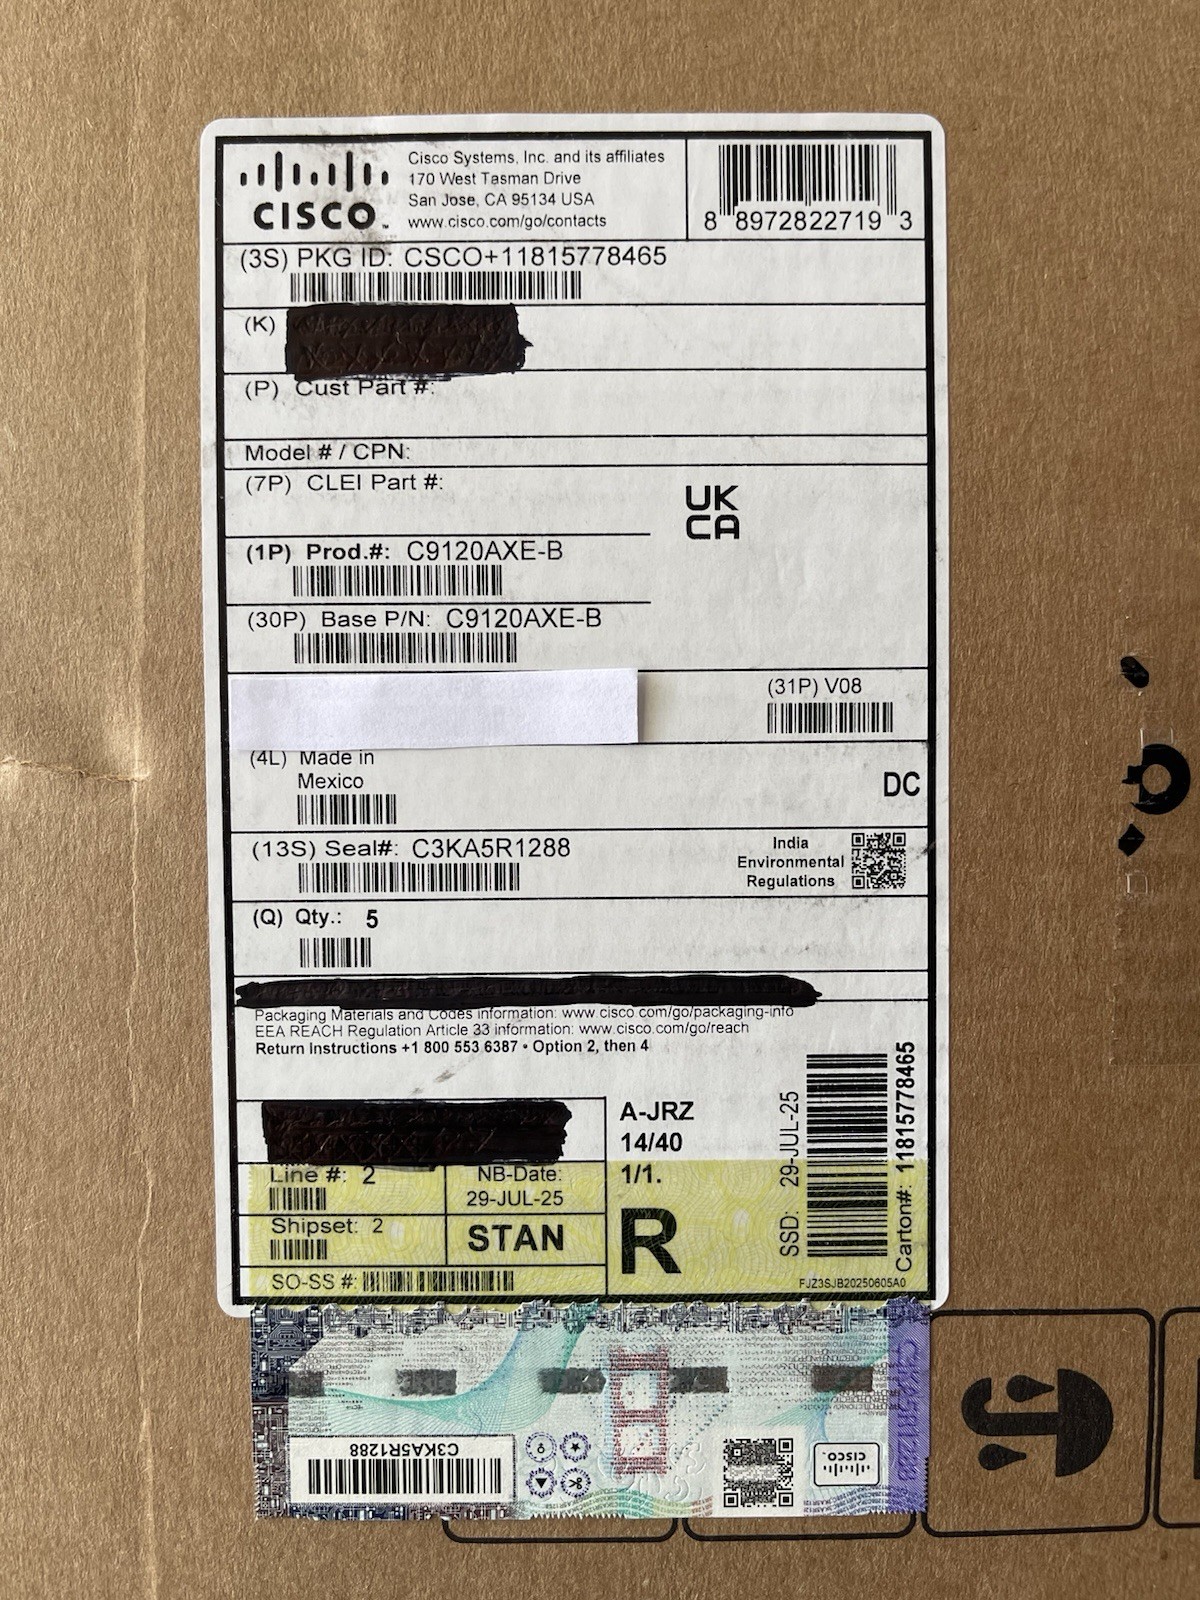 CISCO™
Cisco Systems, Inc. and its affiliates
170 West Tasman Drive
San Jose, CA 95134 USA
www.cisco.com/go/contacts
8 8972822719 3
(3S) PKG ID: CSCO+11815778465
(K)
(P) Cust Part #:
Model # / CPN:
(7P) CLEI Part #:
UK
CA
(1P) Prod.#: C9120AXE-B
(30P) Base P/N: C9120AXE-B
(31P) V08
(4L) Made in
Mexico
DC
(13S) Seal#: C3KA5R1288
India
Environmental
Regulations
(Q) Qty.: 5
Packaging Materials and Codes information: www.cisco.com/go/packaging-info
EEA REACH Regulation Article 33 information: www.cisco.com/go/reach
Return Instructions +1 800 553 6387 • Option 2, then 4
A-JRZ
14/40
1/1.
R
Line #: 2
NB-Date:
29-JUL-25
Shipset: 2
STAN
SO-SS #:
SSD: 29-JUL-25
Carton#: 11815778465
FJZ3SJB20250605A0
C3KA5R1288
CISCO
C3KA5R1288